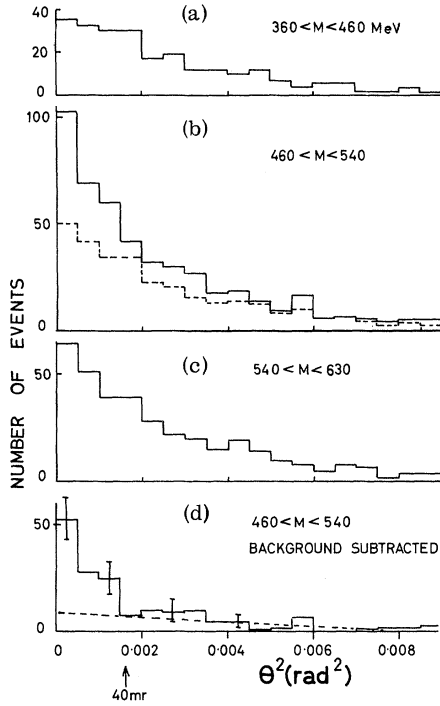 (a)
360<M<460 MeV
40
20
0
(b)
460<M<540
100
50
0
(c)
540<M<630
50
0
(d)
460<M<540
BACKGROUND SUBTRACTED
50
0
NUMBER OF EVENTS
0 0·002 0·004 0·006 0·008
θ²(rad²)
40mr